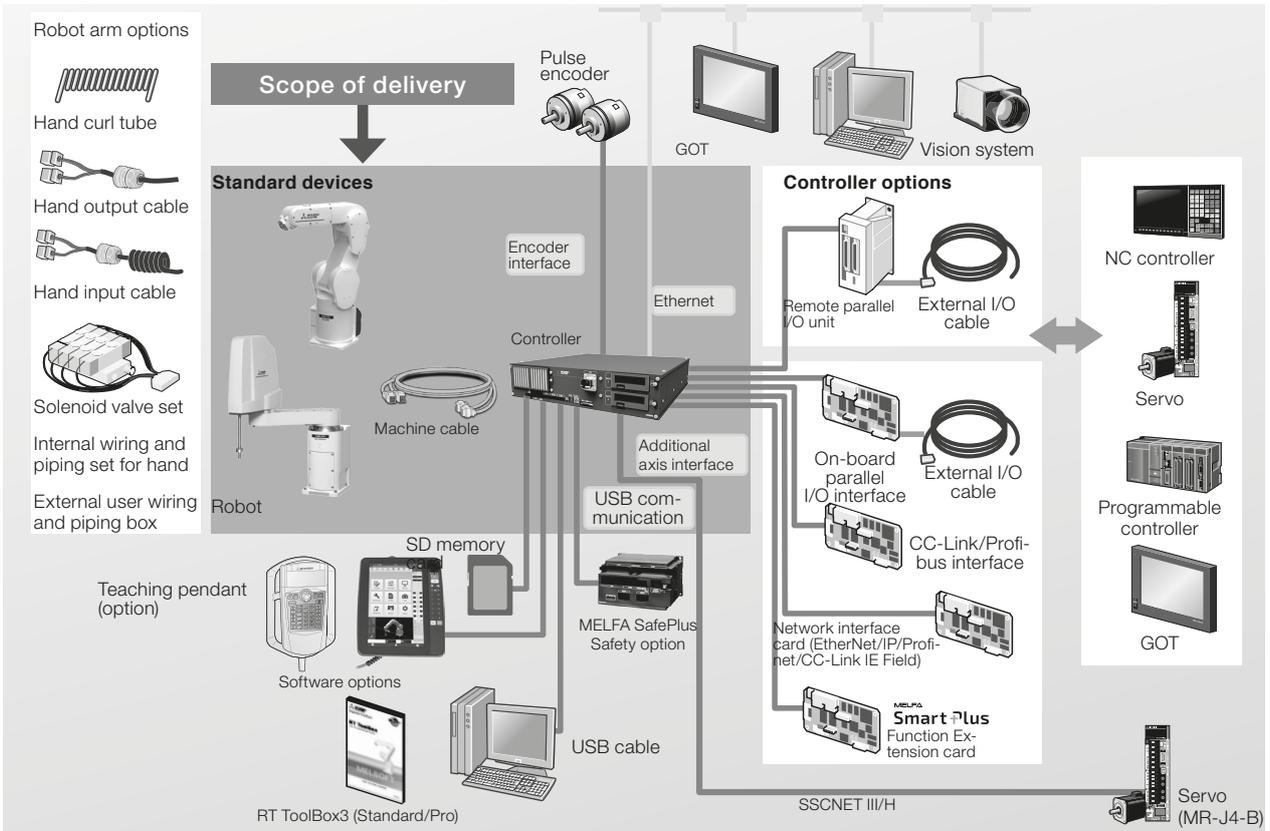 Robot arm options
Hand curl tube
Hand output cable
Hand input cable
Solenoid valve set
Internal wiring and
piping set for hand
External user wiring
and piping box
Scope of delivery
Standard devices
Robot
Machine cable
Controller
Pulse
encoder
Encoder
interface
Ethernet
GOT
Vision system
Additional
axis interface
USB com-
munication
Controller options
Remote parallel
I/O unit
External I/O
cable
On-board
parallel
I/O interface
External I/O
cable
CC-Link/Profi-
bus interface
Network interface
card (EtherNet/IP/Profi-
net/CC-Link IE Field)
MELFA
Smart Plus
Function Ex-
tension card
NC controller
Servo
Programmable
controller
GOT
Teaching pendant
(option)
SD memory
card
MELFA SafePlus
Safety option
Software options
RT ToolBox3 (Standard/Pro)
USB cable
SSCNET III/H
Servo
(MR-J4-B)